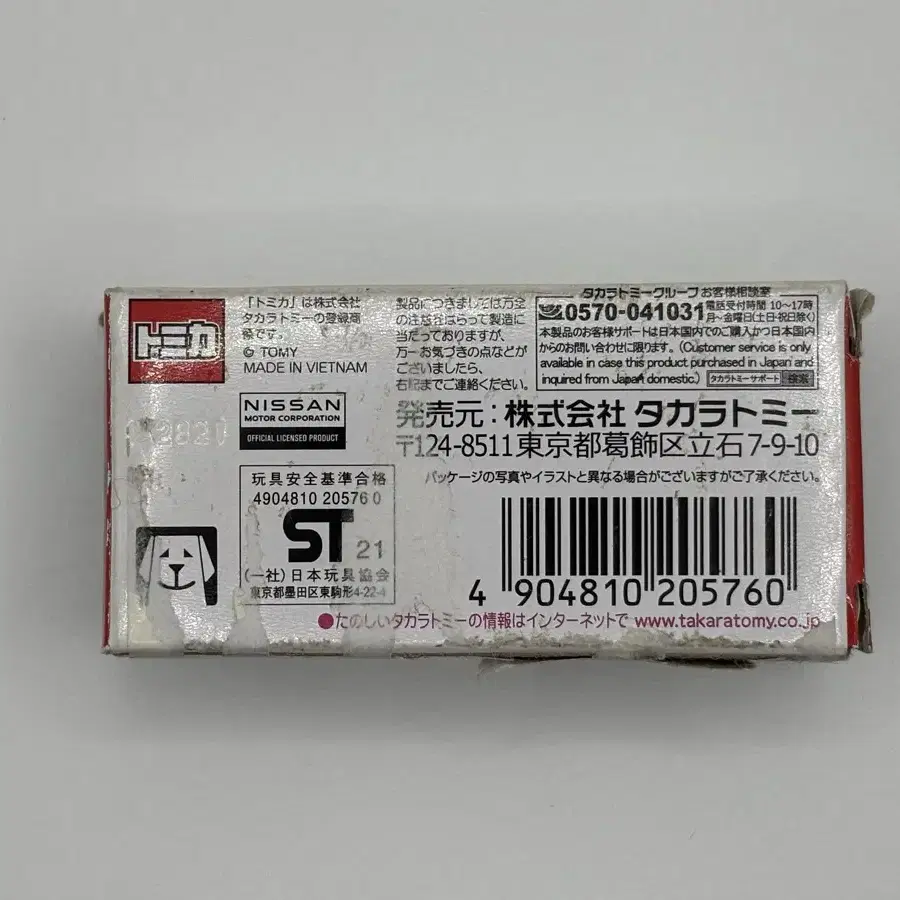 トミカ
「トミカ」は株式会社
タカラトミーの登録商
標です。
© TOMY
MADE IN VIETNAM
製品につきましては万全
の注意をはらって製造に
当たっておりますが、
万一お気づきの点などが
ございましたら、
右記までご連絡ください。
タカラトミーグループお客様相談室
0570-041031
電話受付時間 10〜17時
月〜金曜日(土日・祝日除く)
本製品のお客様サポートは日本国内でのご購入かつ日本国内
からのお問い合わせに限ります。(Customer service is only
available in case this product purchased in Japan and
inquired from Japan domestic.)
タカラトミーサポート 検索
NISSAN
MOTOR CORPORATION
OFFICIAL LICENSED PRODUCT
発売元：株式会社 タカラトミー
〒124-8511東京都葛飾区立石7-9-10
パッケージの写真やイラストと異なる場合がございますがご了承ください。
玩具安全基準合格
4904810 205760
ST 21
(一社)日本玩具協会
東京都墨田区東駒形4-22-4
4 904810 205760
●たのしいタカラトミーの情報はインターネットで www.takaratomy.co.jp